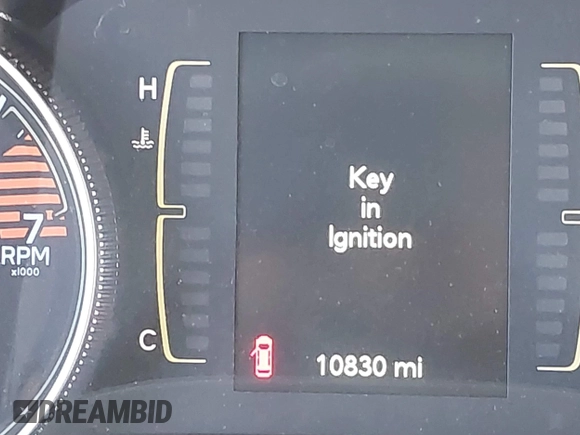 H
Key
in
Ignition
7
RPM
x1000
C
10830 mi
DREAMBID